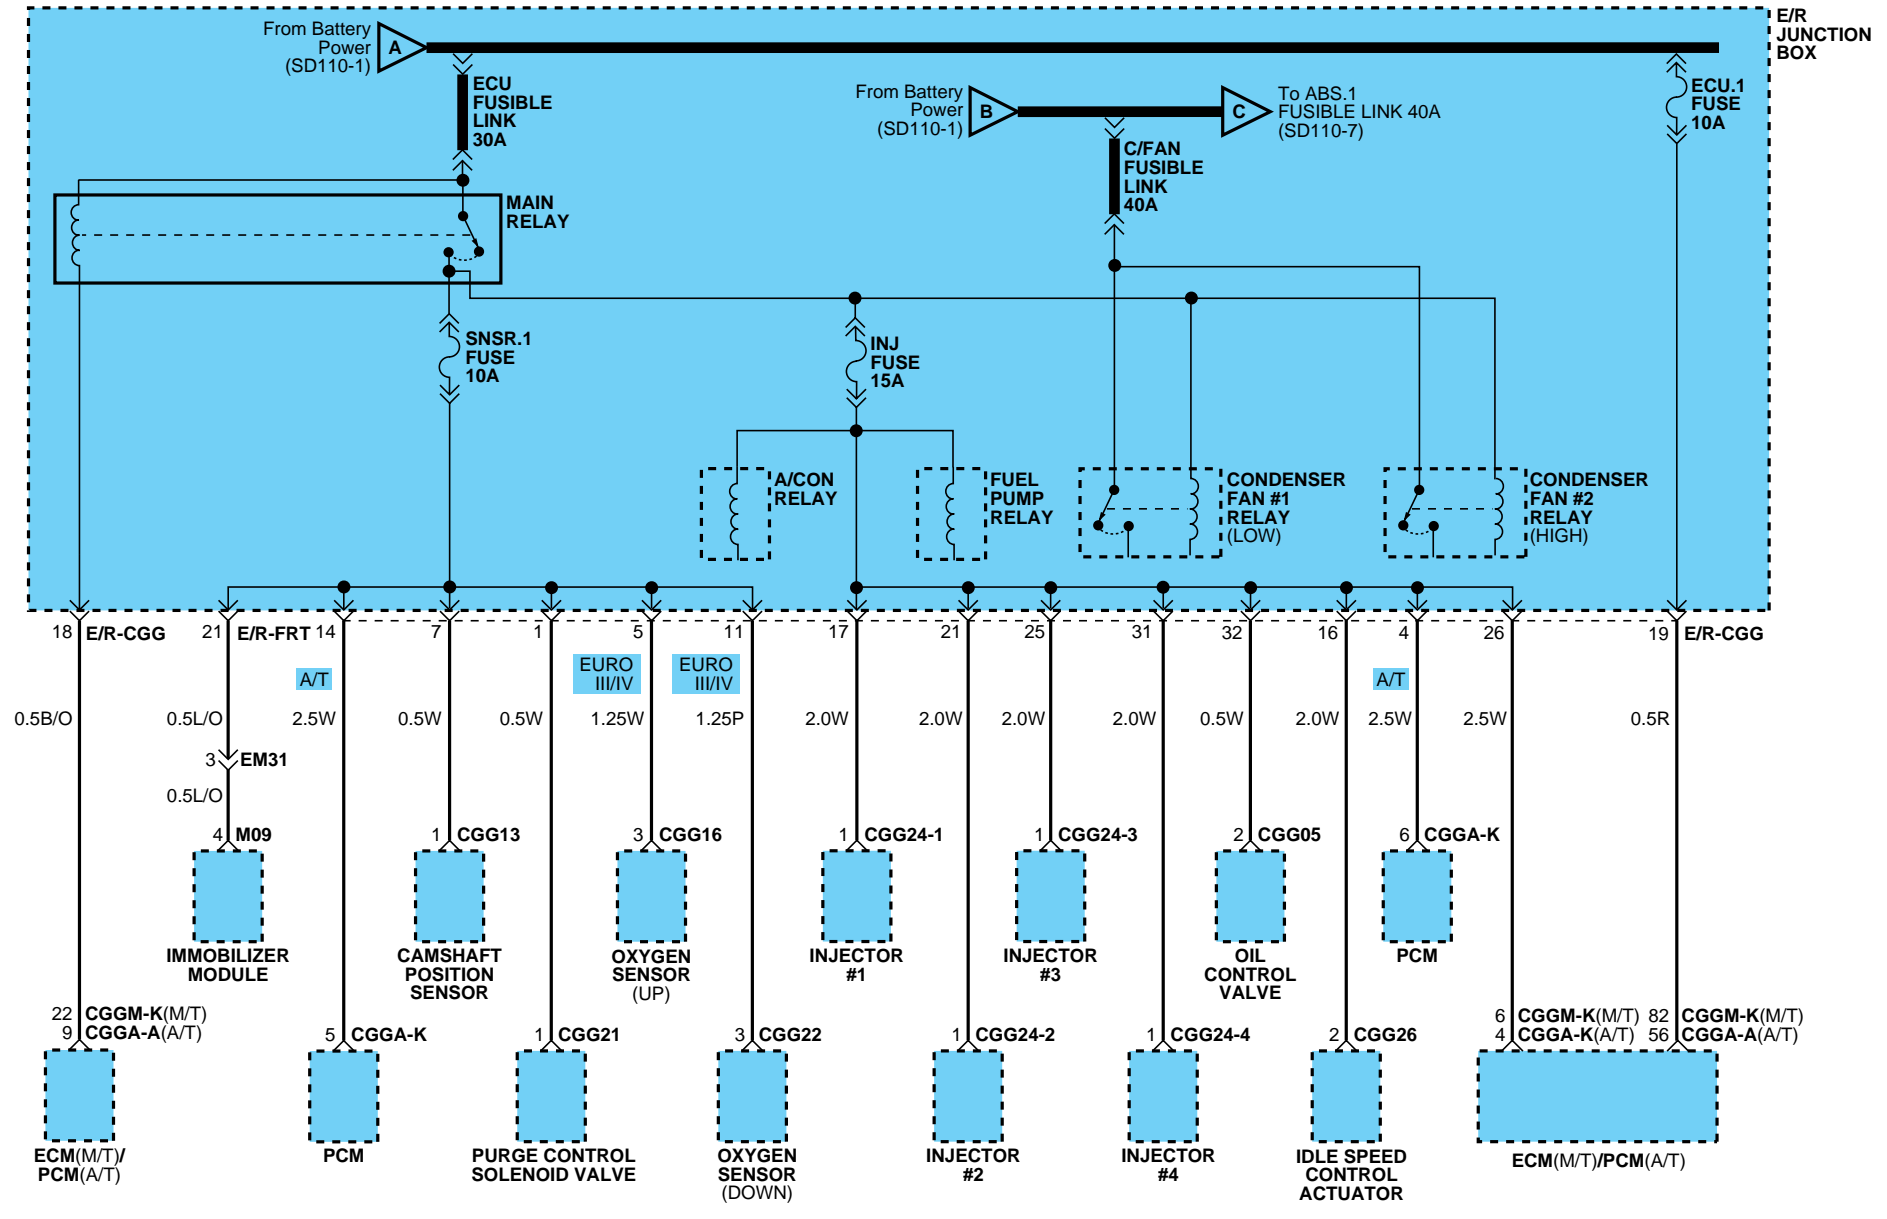 E/R
JUNCTION
BOX
From Battery
Power
(SD110-1)
A
ECU
FUSIBLE
LINK
30A
From Battery
Power
(SD110-1)
B
C
To ABS.1
FUSIBLE LINK 40A
(SD110-7)
ECU.1
FUSE
10A
C/FAN
FUSIBLE
LINK
40A
MAIN
RELAY
SNSR.1
FUSE
10A
INJ
FUSE
15A
A/CON
RELAY
FUEL
PUMP
RELAY
CONDENSER
FAN #1
RELAY
(LOW)
CONDENSER
FAN #2
RELAY
(HIGH)
18 E/R-CGG 21 E/R-FRT 14 7 1 5 11 17 21 25 31 32 16 4 26 19 E/R-CGG
A/T
EURO
III/IV
EURO
III/IV
A/T
0.5B/O 0.5L/O 2.5W 0.5W 0.5W 1.25W 1.25P 2.0W 2.0W 2.0W 2.0W 0.5W 2.0W 2.5W 2.5W 0.5R
3 EM31
0.5L/O
4 M09 1 CGG13 3 CGG16 1 CGG24-1 1 CGG24-3 2 CGG05 6 CGGA-K
IMMOBILIZER
MODULE
CAMSHAFT
POSITION
SENSOR
OXYGEN
SENSOR
(UP)
INJECTOR
#1
INJECTOR
#3
OIL
CONTROL
VALVE
PCM
22 CGGM-K(M/T)
9 CGGA-A(A/T)
5 CGGA-K 1 CGG21 3 CGG22 1 CGG24-2 1 CGG24-4 2 CGG26
6 CGGM-K(M/T) 82 CGGM-K(M/T)
4 CGGA-K(A/T) 56 CGGA-A(A/T)
ECM(M/T)/
PCM(A/T)
PCM
PURGE CONTROL
SOLENOID VALVE
OXYGEN
SENSOR
(DOWN)
INJECTOR
#2
INJECTOR
#4
IDLE SPEED
CONTROL
ACTUATOR
ECM(M/T)/PCM(A/T)